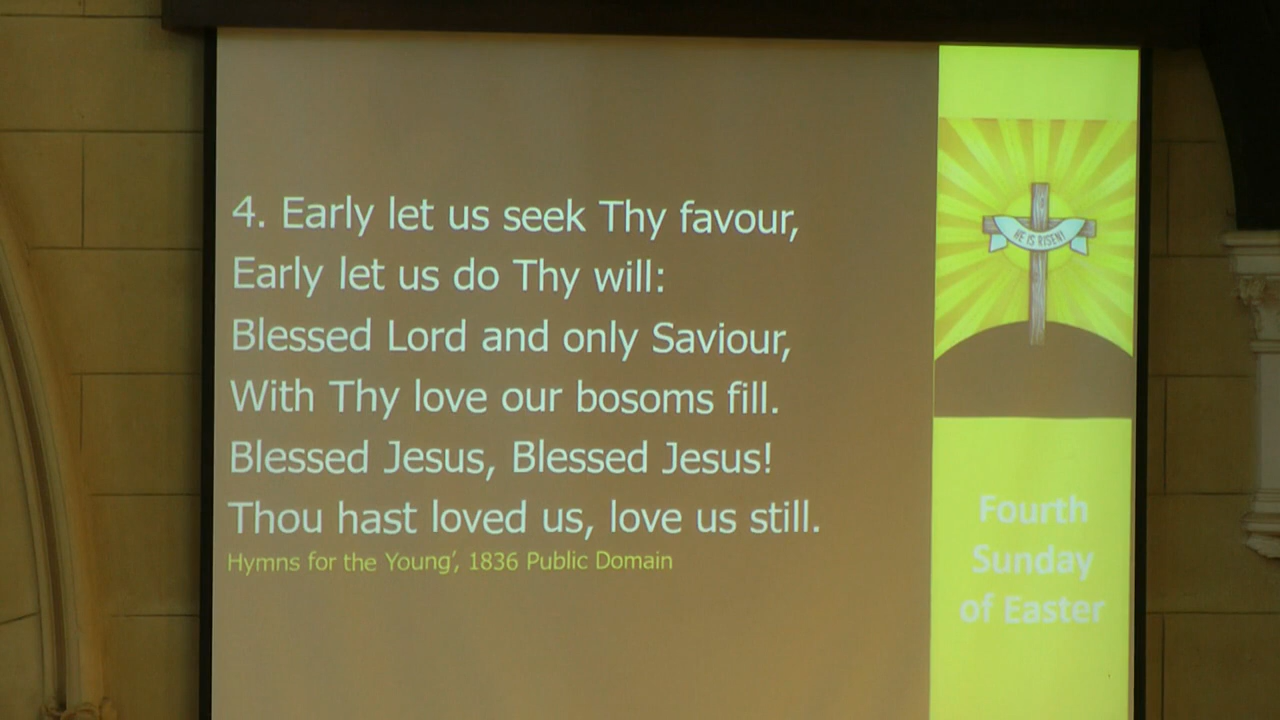 4. Early let us seek Thy favour,
Early let us do Thy will:
Blessed Lord and only Saviour,
With Thy love our bosoms fill.
Blessed Jesus, Blessed Jesus!
Thou hast loved us, love us still.
Hymns for the Young’, 1836 Public Domain
HE IS RISEN!
Fourth
Sunday
of Easter